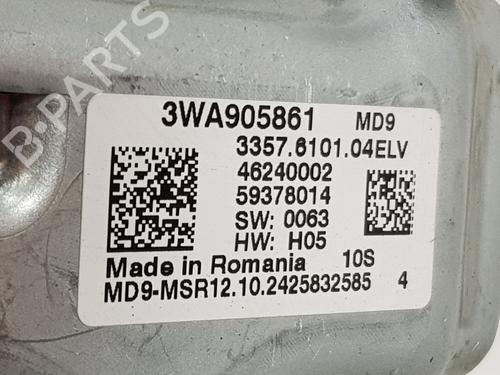 B-PARTS
3WA905861 MD9
3357.6101.04ELV
46240002
59378014
SW: 0063
HW: H05
Made in Romania 10S
MD9-MSR12.10.2425832585 4